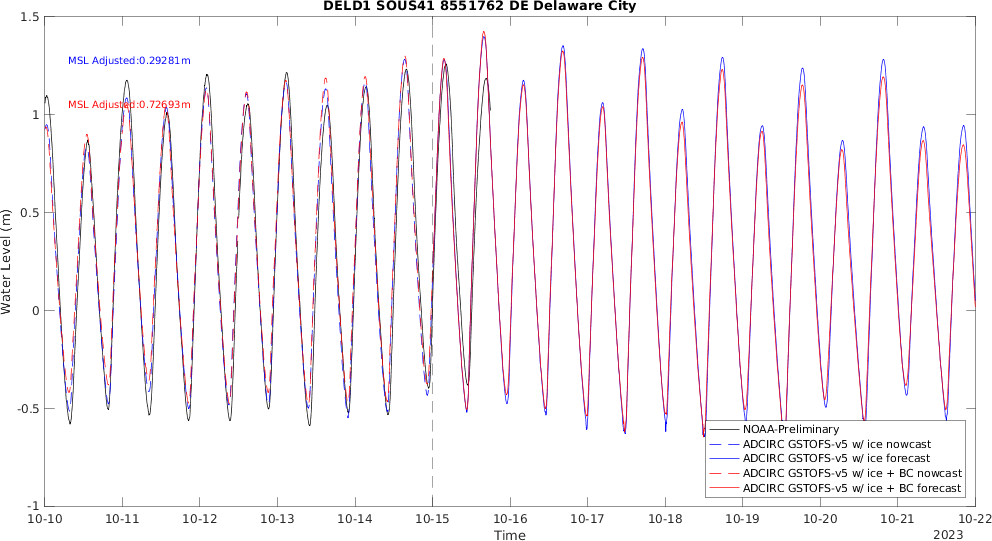 DELD1 SOUS41 8551762 DE Delaware City
1.5
1
0.5
0
-0.5
-1
Water Level (m)
MSL Adjusted:0.29281m
MSL Adjusted:0.72693m
NOAA-Preliminary
ADCIRC GSTOFS-v5 w/ ice nowcast
ADCIRC GSTOFS-v5 w/ ice forecast
ADCIRC GSTOFS-v5 w/ ice + BC nowcast
ADCIRC GSTOFS-v5 w/ ice + BC forecast
10-10 10-11 10-12 10-13 10-14 10-15 10-16 10-17 10-18 10-19 10-20 10-21 10-22
Time
2023